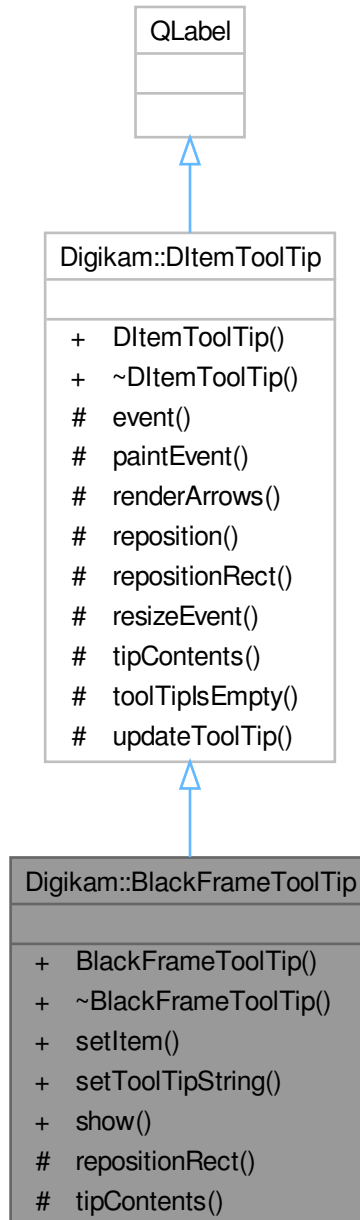 QLabel
Digikam::DItemToolTip
+ DItemToolTip()
+ ~DItemToolTip()
# event()
# paintEvent()
# renderArrows()
# reposition()
# repositionRect()
# resizeEvent()
# tipContents()
# toolTipIsEmpty()
# updateToolTip()
Digikam::BlackFrameToolTip
+ BlackFrameToolTip()
+ ~BlackFrameToolTip()
+ setItem()
+ setToolTipString()
+ show()
# repositionRect()
# tipContents()